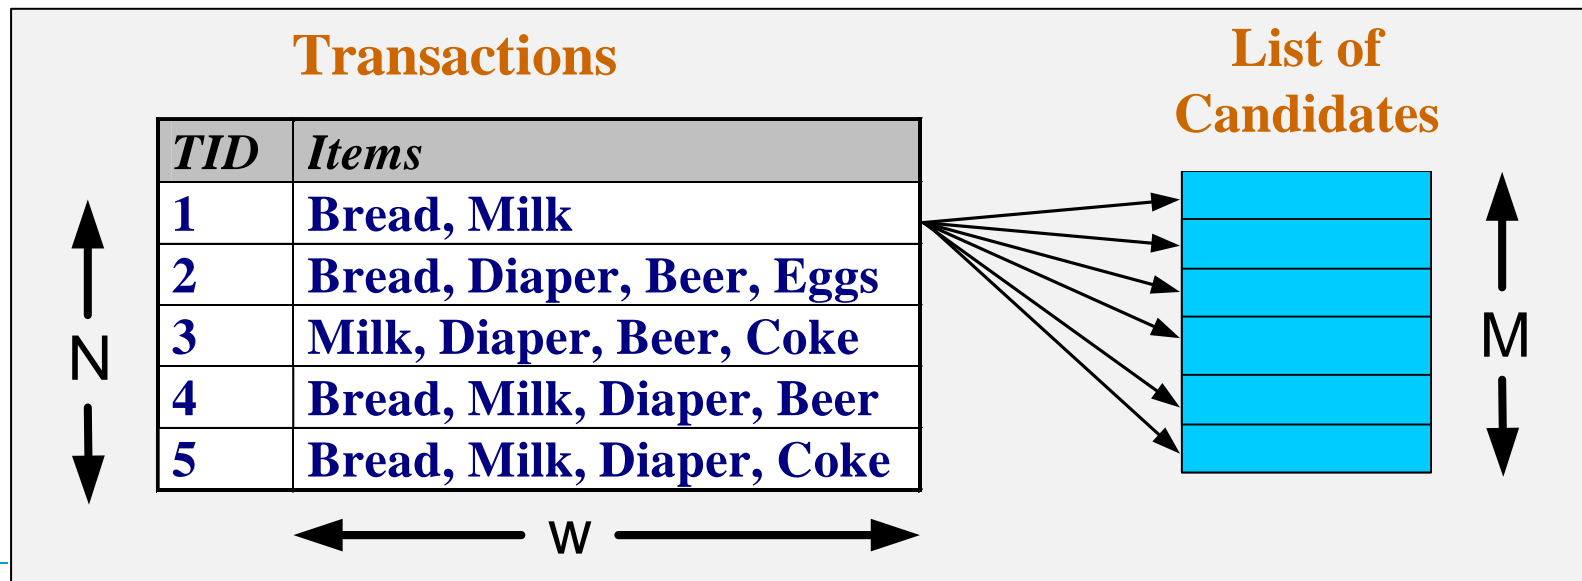 Transactions
List of
Candidates
TID Items
1 Bread, Milk
2 Bread, Diaper, Beer, Eggs
3 Milk, Diaper, Beer, Coke
4 Bread, Milk, Diaper, Beer
5 Bread, Milk, Diaper, Coke
N
M
w